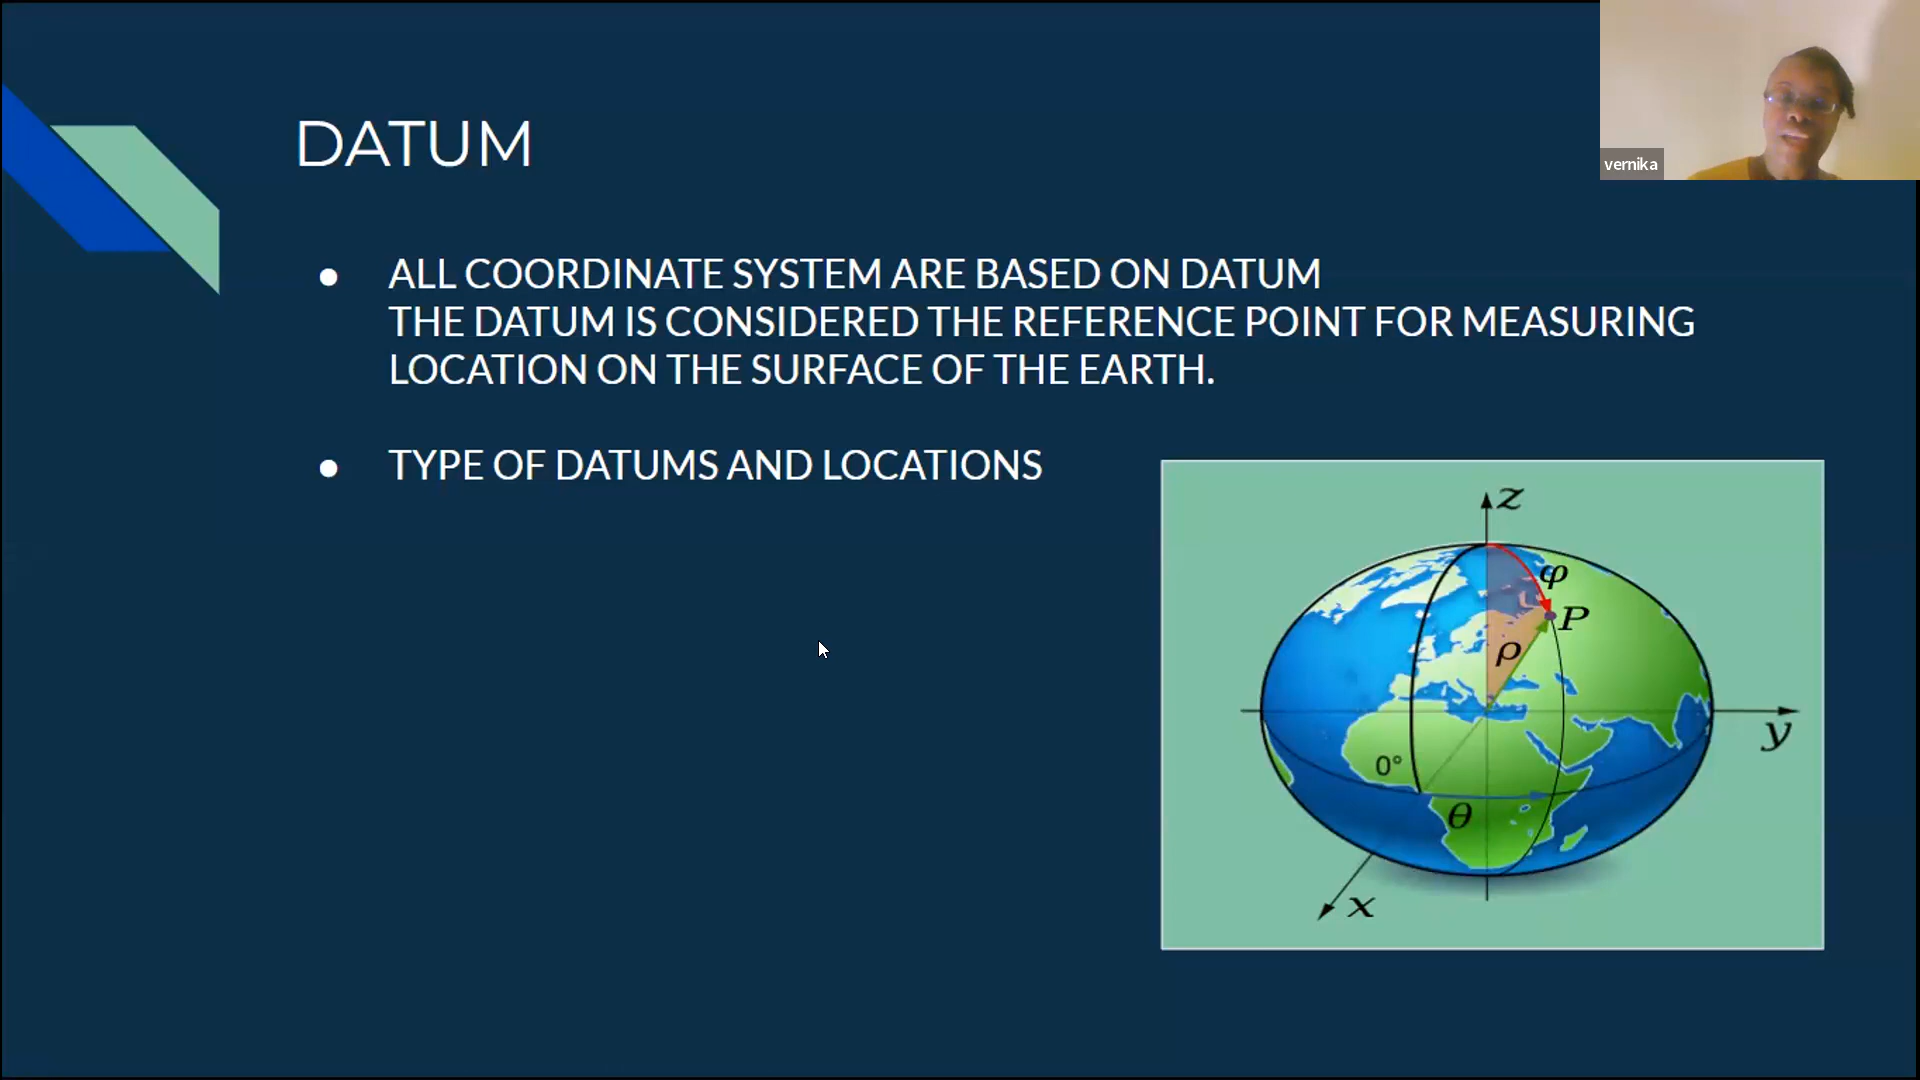 vernika
DATUM
● ALL COORDINATE SYSTEM ARE BASED ON DATUM
THE DATUM IS CONSIDERED THE REFERENCE POINT FOR MEASURING
LOCATION ON THE SURFACE OF THE EARTH.
● TYPE OF DATUMS AND LOCATIONS
z
φ
P
ρ
y
0°
θ
x